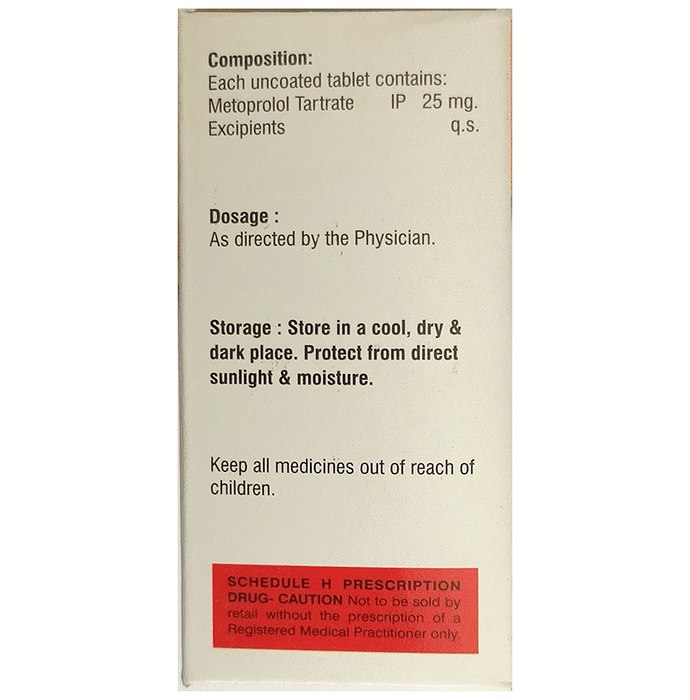 Composition:
Each uncoated tablet contains:
Metoprolol Tartrate IP 25 mg.
Excipients q.s.
Dosage :
As directed by the Physician.
Storage : Store in a cool, dry &
dark place. Protect from direct
sunlight & moisture.
Keep all medicines out of reach of
children.
SCHEDULE H PRESCRIPTION
DRUG- CAUTION Not to be sold by
retail without the prescription of a
Registered Medical Practitioner only.